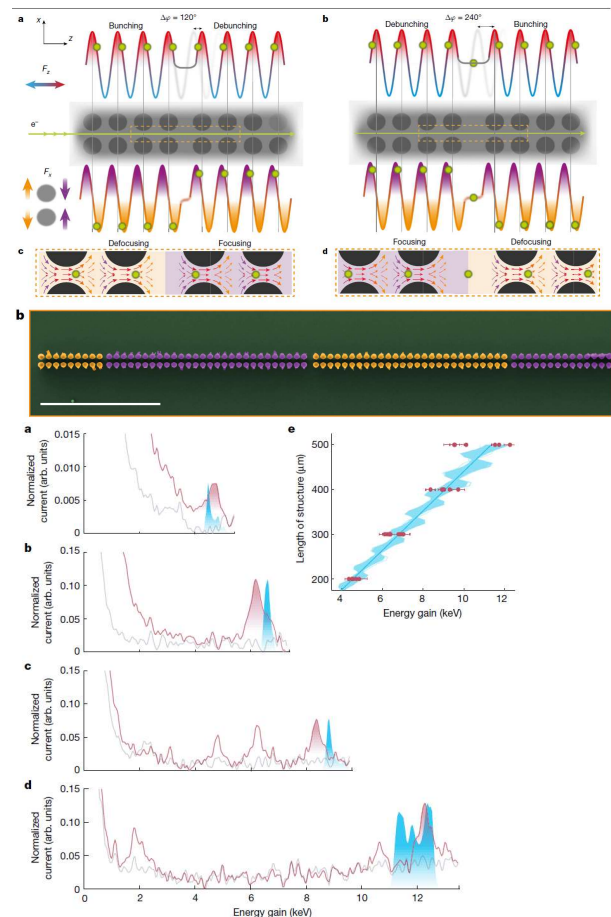 a
x
z
Bunching
Δφ = 120°
Debunching
F_z
e⁻
F_x
b
Debunching
Δφ = 240°
Bunching
c
Defocusing
Focusing
d
Focusing
Defocusing
b
a
Normalized
current (arb. units)
0.015
0.010
0.005
0
b
Normalized
current (arb. units)
0.15
0.10
0.05
0
c
Normalized
current (arb. units)
0.15
0.10
0.05
0
d
Normalized
current (arb. units)
0.15
0.10
0.05
0
0
2
4
6
8
10
12
Energy gain (keV)
e
Length of structure (μm)
500
400
300
200
4
6
8
10
12
Energy gain (keV)